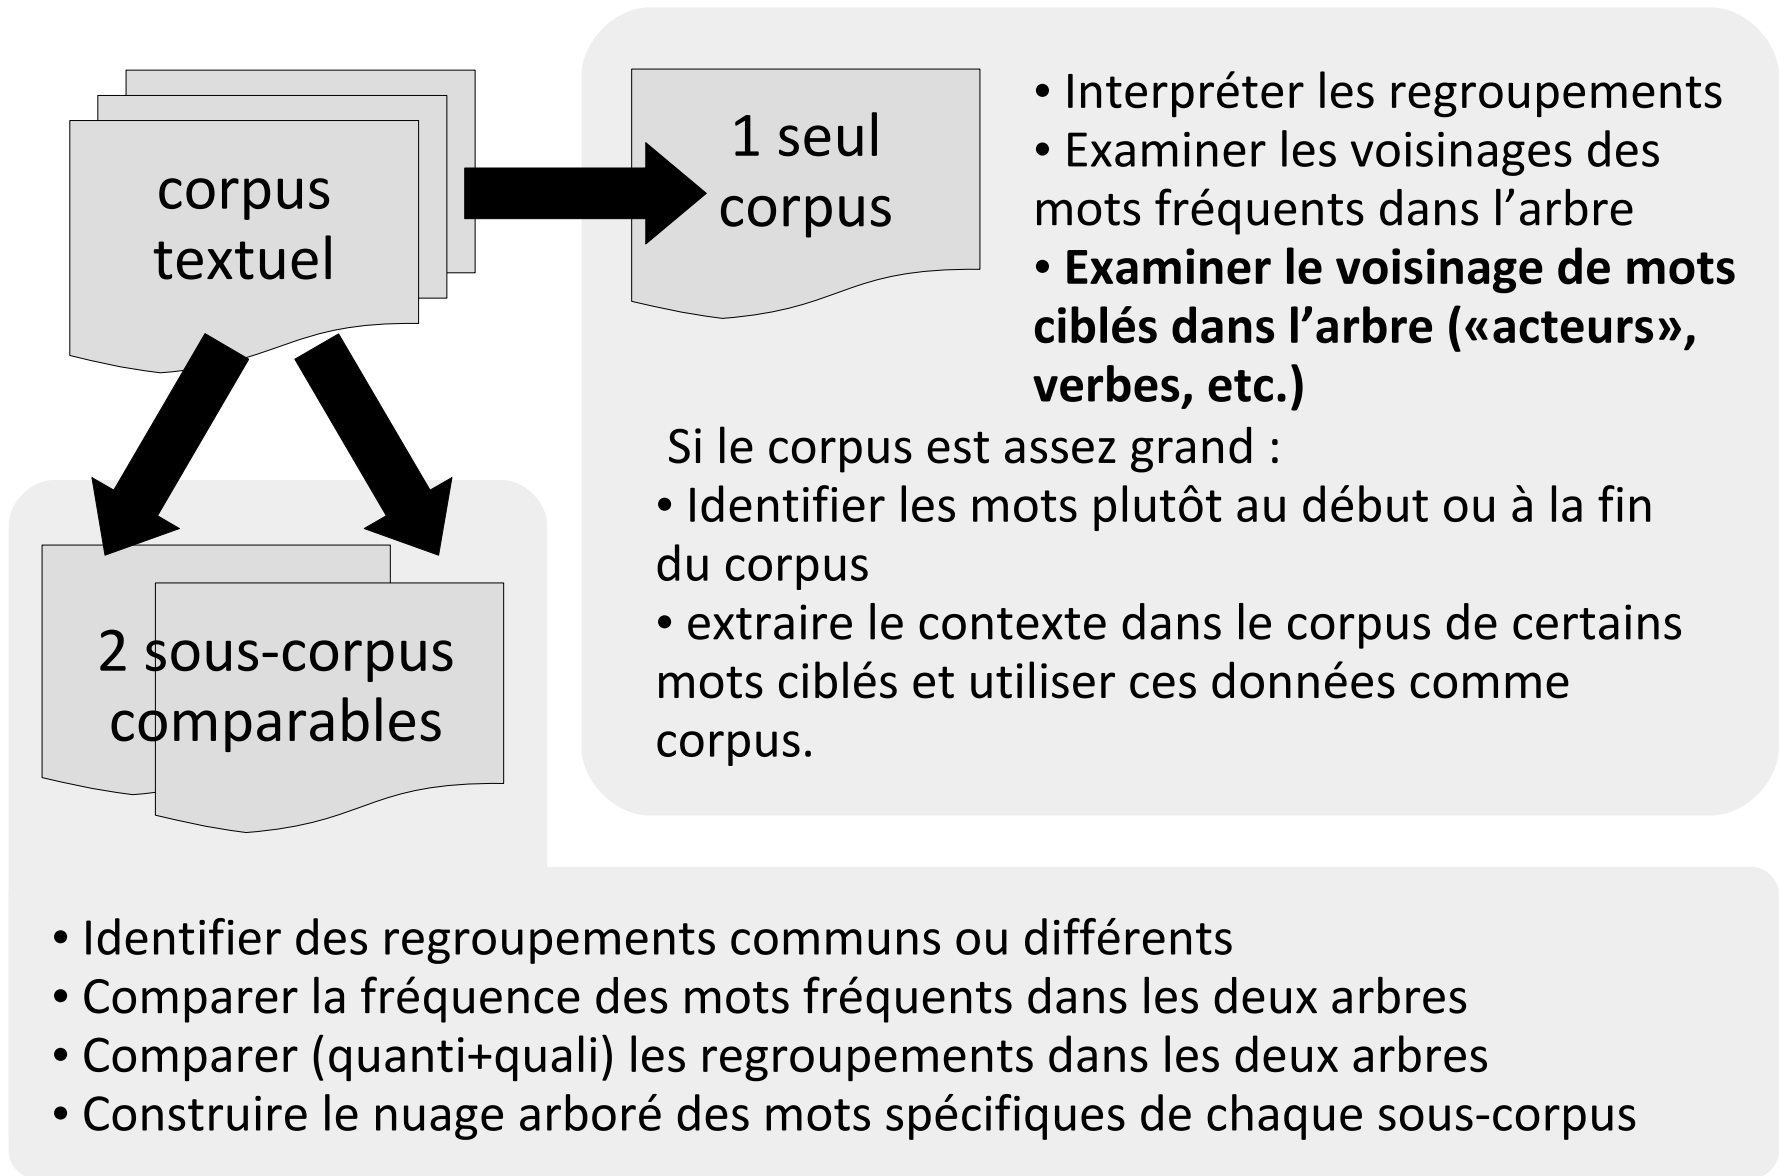 corpus
textuel
1 seul
corpus
• Interpréter les regroupements
• Examiner les voisinages des
mots fréquents dans l’arbre
• Examiner le voisinage de mots
ciblés dans l’arbre («acteurs»,
verbes, etc.)
Si le corpus est assez grand :
• Identifier les mots plutôt au début ou à la fin
du corpus
• extraire le contexte dans le corpus de certains
mots ciblés et utiliser ces données comme
corpus.
2 sous-corpus
comparables
• Identifier des regroupements communs ou différents
• Comparer la fréquence des mots fréquents dans les deux arbres
• Comparer (quanti+quali) les regroupements dans les deux arbres
• Construire le nuage arboré des mots spécifiques de chaque sous-corpus